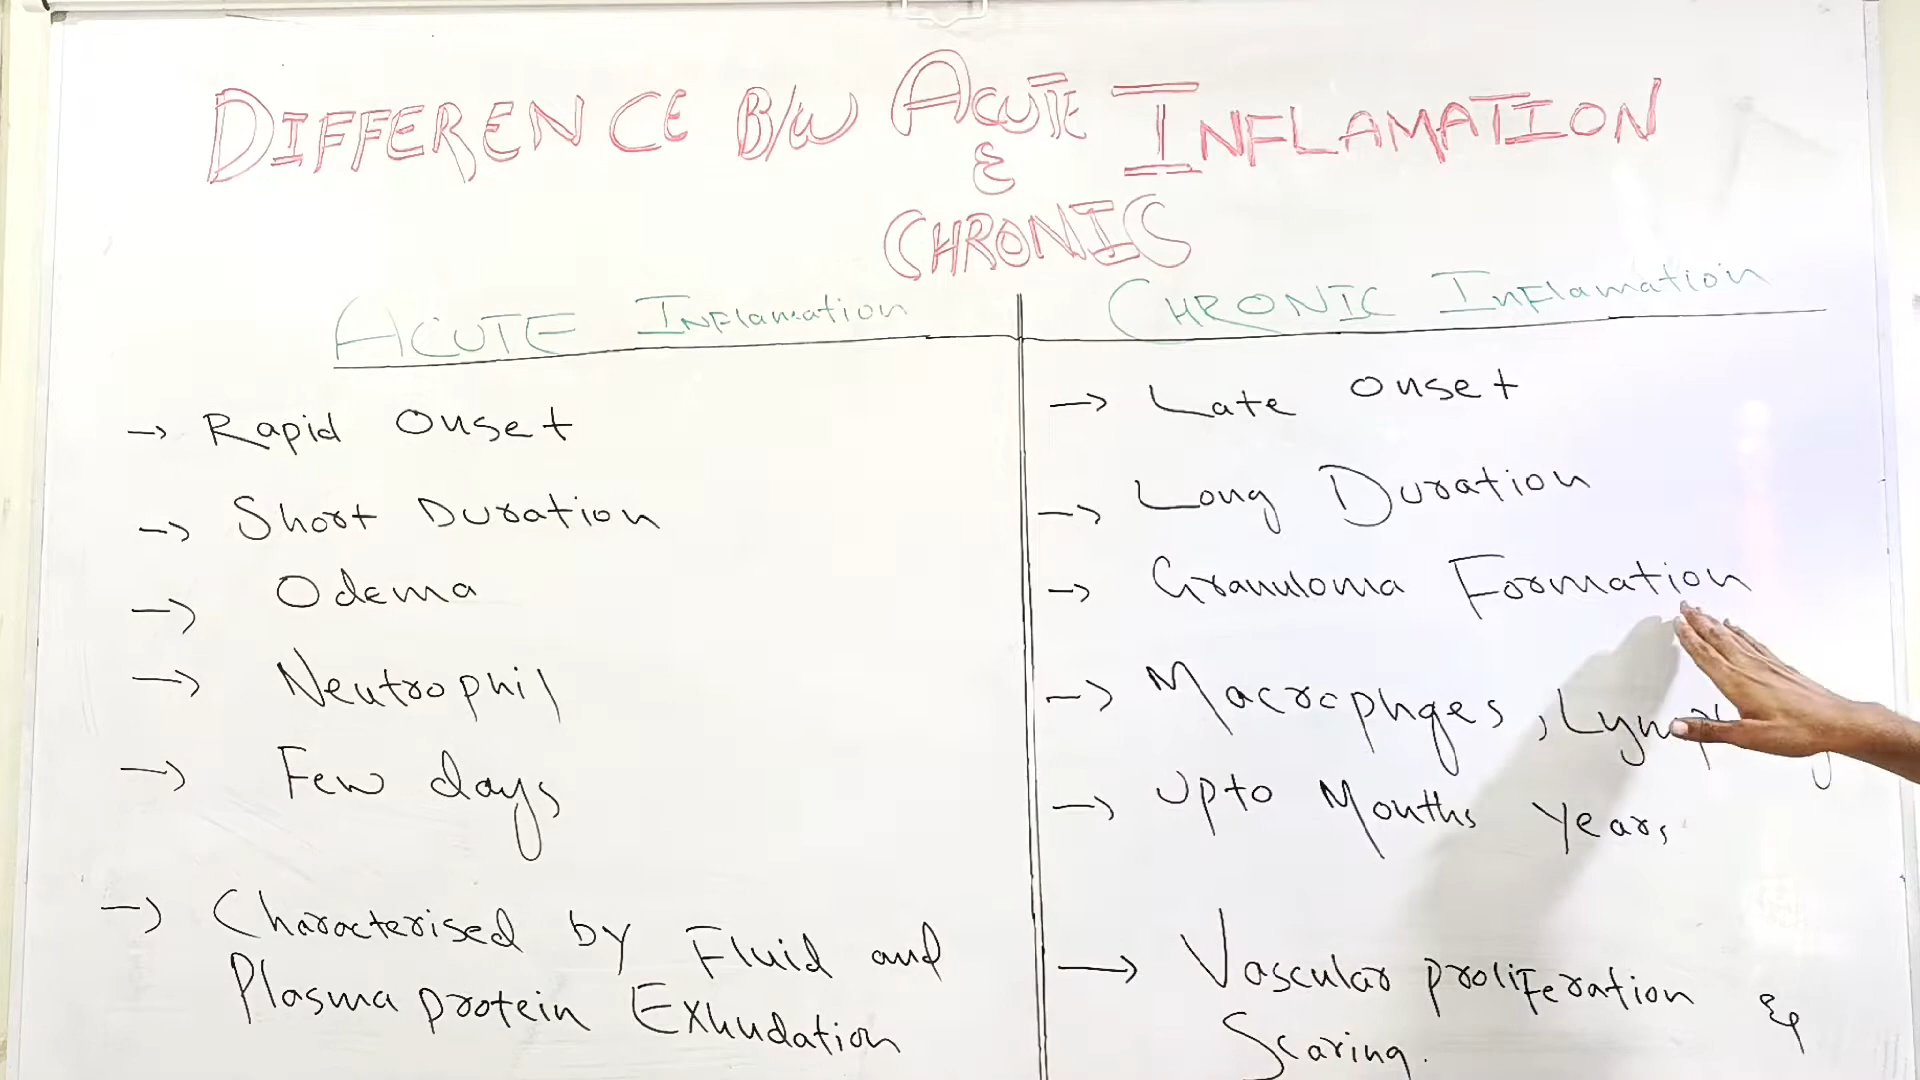 DIFFERENCE B/W ACUTE & CHRONIC INFLAMATION
ACUTE INFlamation
→ Rapid Onset
→ Short Duration
→ Odema
→ Neutrophil
→ Few days
→ Characterised by Fluid and
Plasma protein Exhudation
CHRONIC InFlamation
→ Late Onset
→ Long Duration
→ Granuloma Formation
→ Macrophges ,
→ Upto Months Years
→ Vascular proliFeration &
Scaring.